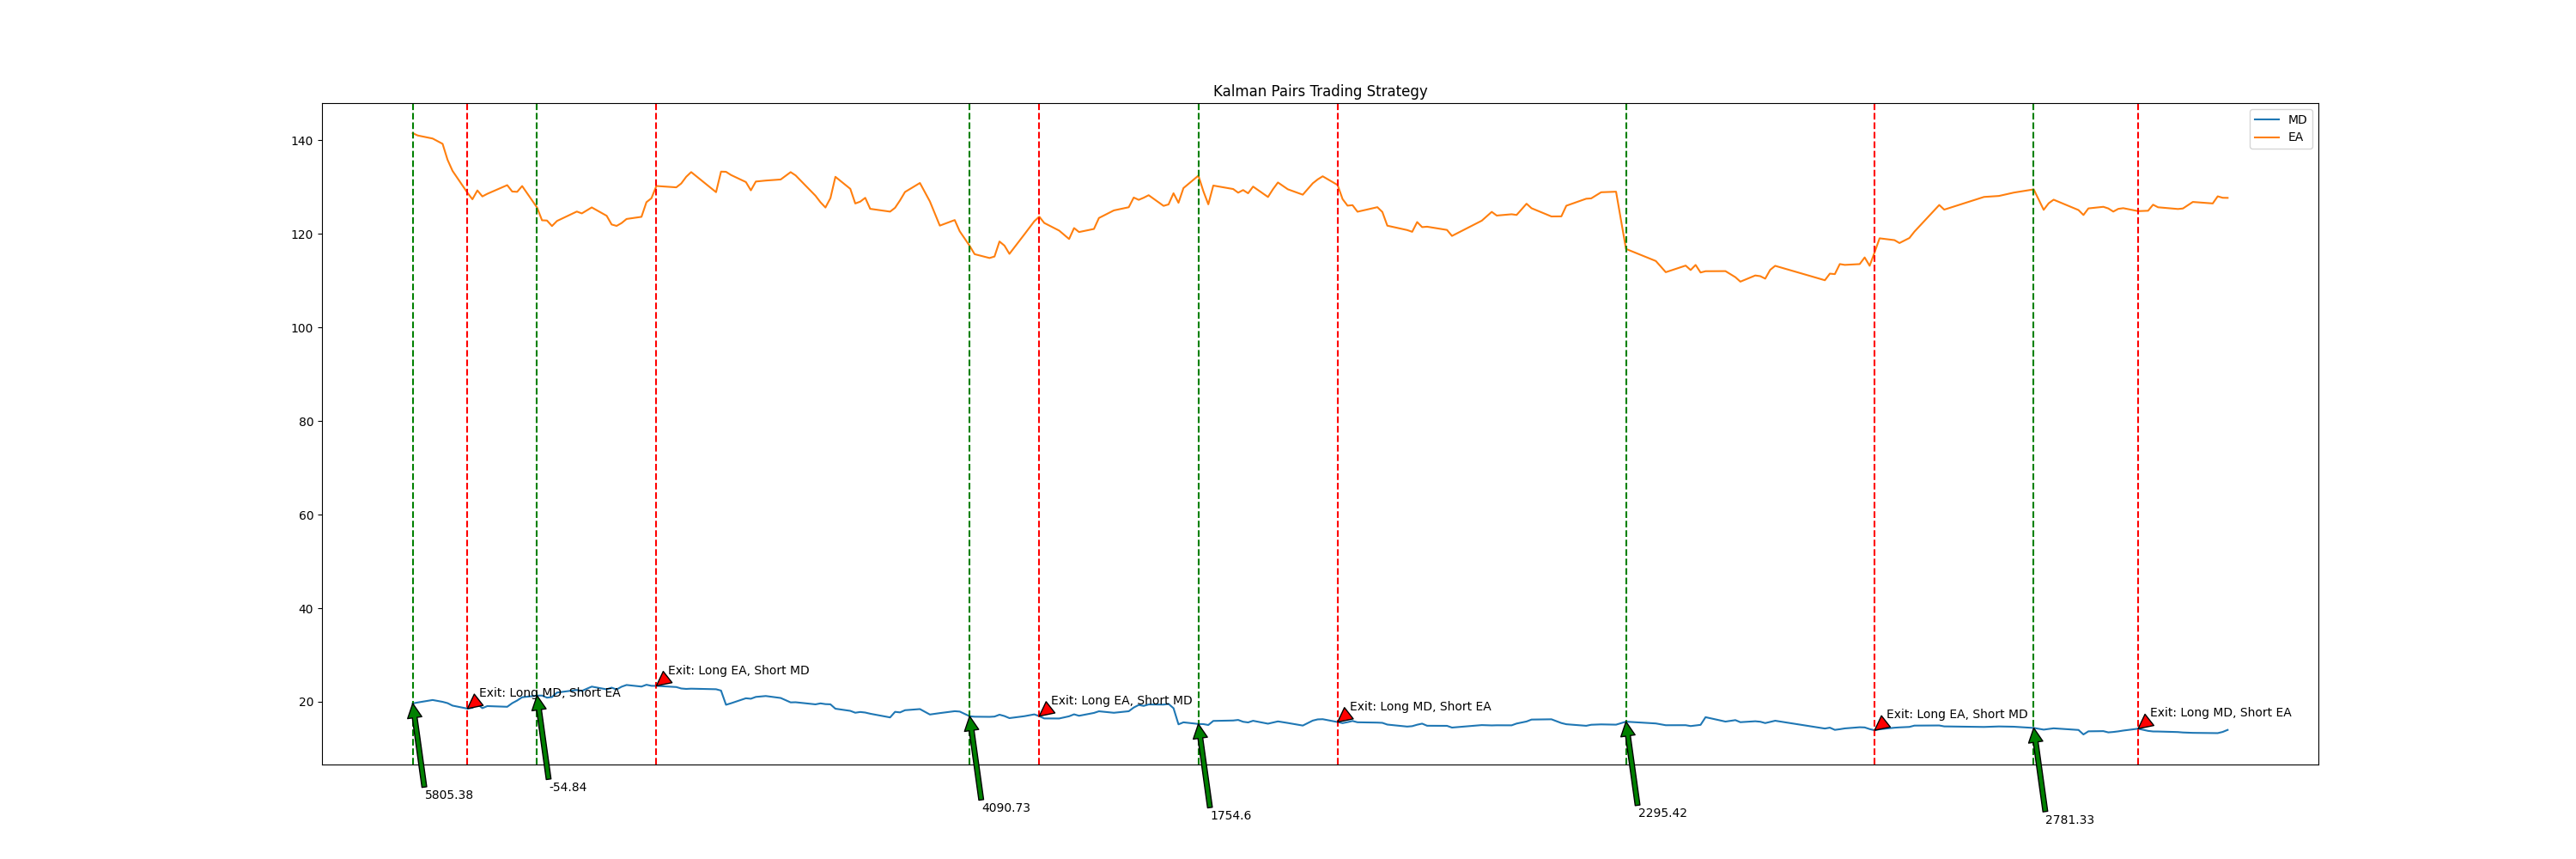 Kalman Pairs Trading Strategy
MD
EA
140
120
100
80
60
40
20
Exit: Long MD, Short EA
Exit: Long EA, Short MD
Exit: Long EA, Short MD
Exit: Long MD, Short EA
Exit: Long EA, Short MD
Exit: Long MD, Short EA
5805.38
-54.84
4090.73
1754.6
2295.42
2781.33